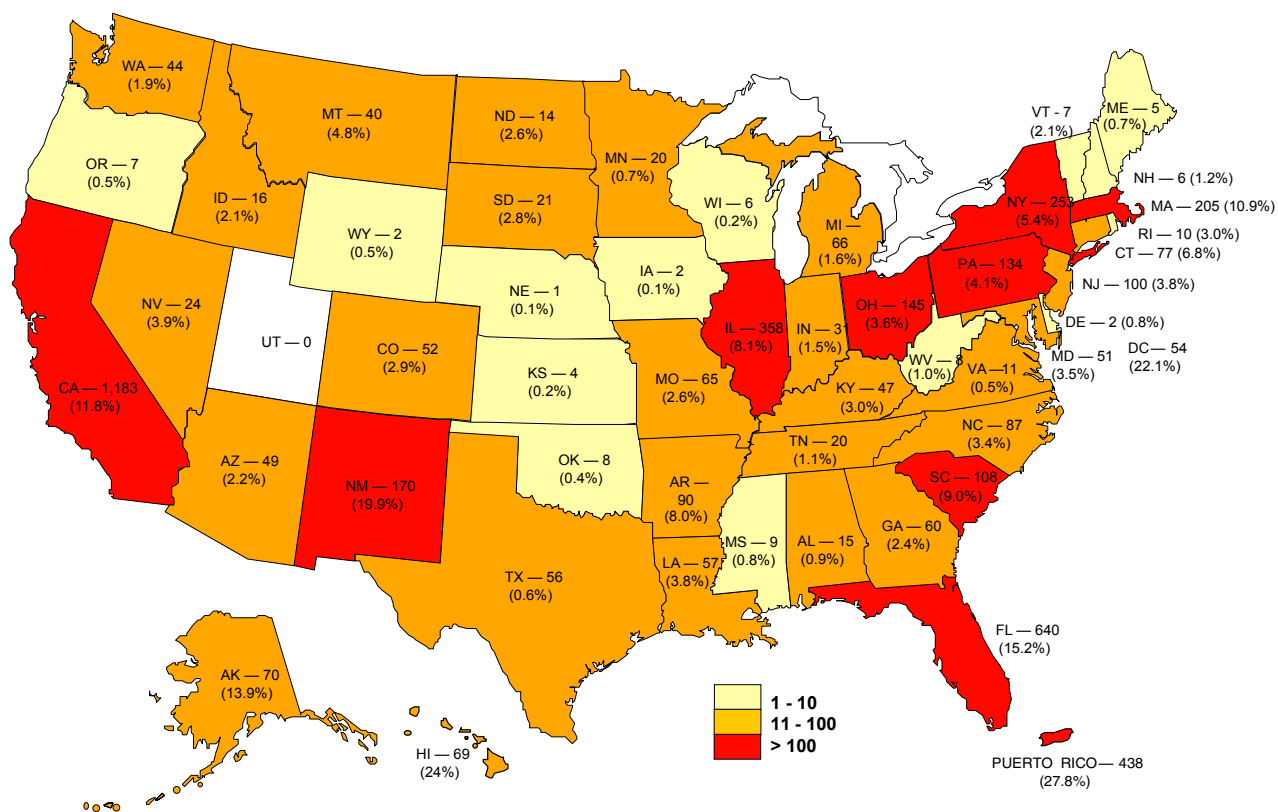 WA — 44
(1.9%)
MT — 40
(4.8%)
ND — 14
(2.6%)
MN — 20
(0.7%)
VT - 7
(2.1%)
ME — 5
(0.7%)
OR — 7
(0.5%)
ID — 16
(2.1%)
SD — 21
(2.8%)
WI — 6
(0.2%)
MI —
66
(1.6%)
NY — 253
(5.4%)
NH — 6 (1.2%)
MA — 205 (10.9%)
RI — 10 (3.0%)
CT — 77 (6.8%)
WY — 2
(0.5%)
IA — 2
(0.1%)
PA — 134
(4.1%)
NJ — 100 (3.8%)
NV — 24
(3.9%)
NE — 1
(0.1%)
OH — 145
(3.6%)
DE — 2 (0.8%)
UT — 0
CO — 52
(2.9%)
IL — 358
(8.1%)
IN — 31
(1.5%)
WV — 8
(1.0%)
MD — 51
(3.5%)
DC — 54
(22.1%)
CA — 1,183
(11.8%)
KS — 4
(0.2%)
MO — 65
(2.6%)
KY — 47
(3.0%)
VA — 11
(0.5%)
AZ — 49
(2.2%)
NM — 170
(19.9%)
OK — 8
(0.4%)
AR —
90
(8.0%)
TN — 20
(1.1%)
NC — 87
(3.4%)
SC — 108
(9.0%)
TX — 56
(0.6%)
LA — 57
(3.8%)
MS — 9
(0.8%)
AL — 15
(0.9%)
GA — 60
(2.4%)
FL — 640
(15.2%)
AK — 70
(13.9%)
HI — 69
(24%)
1 - 10
11 - 100
> 100
PUERTO RICO — 438
(27.8%)